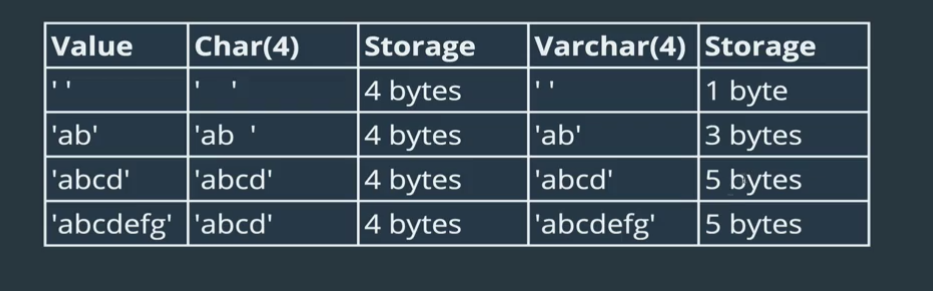 Value Char(4) Storage Varchar(4) Storage
' ' '    ' 4 bytes ' ' 1 byte
'ab' 'ab  ' 4 bytes 'ab' 3 bytes
'abcd' 'abcd' 4 bytes 'abcd' 5 bytes
'abcdefg' 'abcd' 4 bytes 'abcdefg' 5 bytes